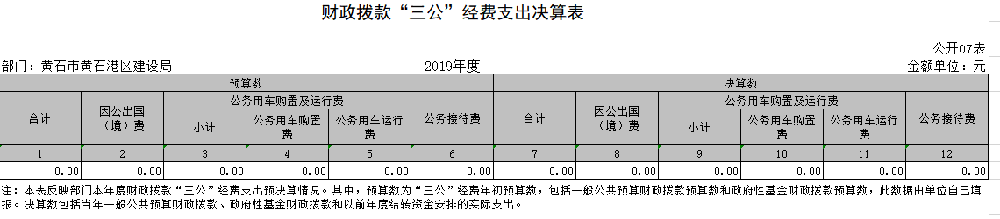 财政拨款“三公”经费支出决算表
公开07表
部门：黄石市黄石港区建设局 2019年度 金额单位：元
预算数 决算数
合计 因公出国（境）费 公务用车购置及运行费 公务接待费 合计 因公出国（境）费 公务用车购置及运行费 公务接待费
小计 公务用车购置费 公务用车运行费 小计 公务用车购置费 公务用车运行费
1 2 3 4 5 6 7 8 9 10 11 12
0.00 0.00 0.00 0.00 0.00 0.00 0.00 0.00 0.00 0.00 0.00 0.00
注：本表反映部门本年度财政拨款“三公”经费支出预决算情况。其中，预算数为“三公”经费年初预算数，包括一般公共预算财政拨款预算数和政府性基金财政拨款预算数，此数据由单位自己填
报。决算数包括当年一般公共预算财政拨款、政府性基金财政拨款和以前年度结转资金安排的实际支出。